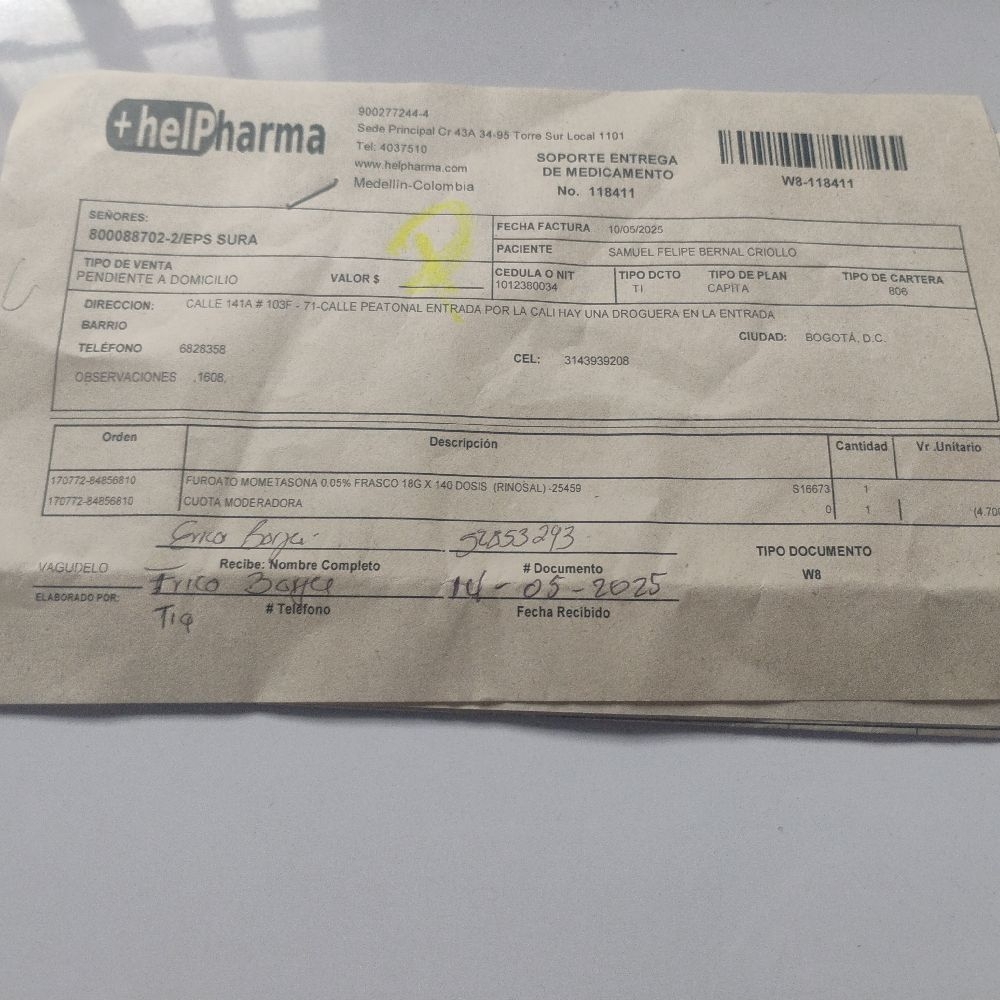 +helPharma
900277244-4
Sede Principal Cr 43A 34-95 Torre Sur Local 1101
Tel: 4037510
www.helpharma.com
Medellín-Colombia
SOPORTE ENTREGA
DE MEDICAMENTO
No. 118411
W8-118411
SEÑORES:
800088702-2/EPS SURA
FECHA FACTURA 10/05/2025
PACIENTE SAMUEL FELIPE BERNAL CRIOLLO
TIPO DE VENTA
PENDIENTE A DOMICILIO
VALOR $
CEDULA O NIT
1012380034
TIPO DCTO
TI
TIPO DE PLAN
CAPITA
TIPO DE CARTERA
806
DIRECCION: CALLE 141A # 103F - 71-CALLE PEATONAL ENTRADA POR LA CALI HAY UNA DROGUERA EN LA ENTRADA
BARRIO
CIUDAD: BOGOTÁ, D.C.
TELÉFONO 6828358
CEL: 3143939208
OBSERVACIONES .1608.
Orden Descripción Cantidad Vr .Unitario
170772-84856810 FUROATO MOMETASONA 0.05% FRASCO 18G X 140 DOSIS (RINOSAL) -25459 S16673 1
170772-84856810 CUOTA MODERADORA 0 1 (4.700
52853293
TIPO DOCUMENTO
VAGUDELO
Recibe: Nombre Completo
# Documento
W8
14-05-2025
ELABORADO POR:
# Teléfono
Fecha Recibido